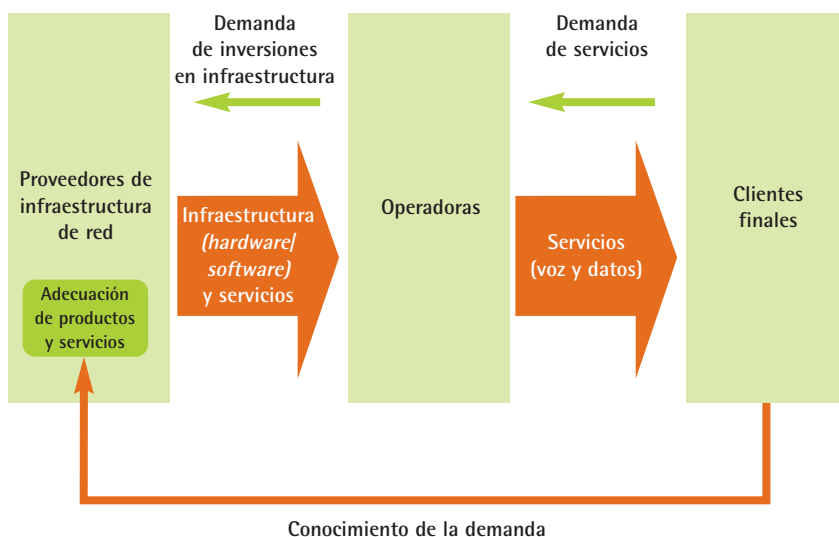 Demanda
de inversiones
en infraestructura
Demanda
de servicios
Proveedores de
infraestructura
de red
Infraestructura
(hardware/
software)
y servicios
Operadoras
Servicios
(voz y datos)
Clientes
finales
Adecuación
de productos
y servicios
Conocimiento de la demanda